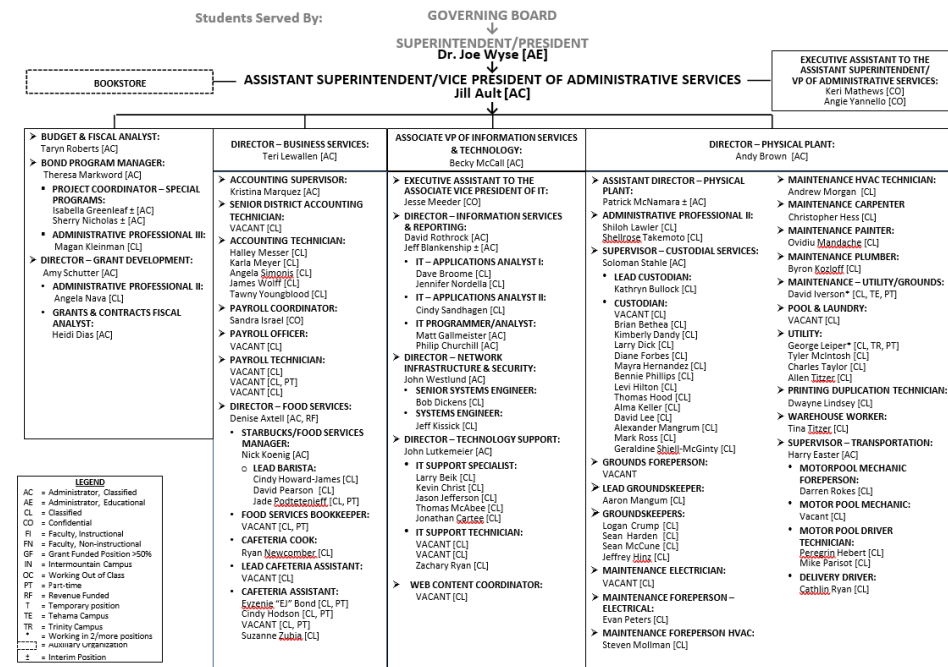 Students Served By:
GOVERNING BOARD
SUPERINTENDENT/PRESIDENT
Dr. Joe Wyse [AE]
BOOKSTORE
ASSISTANT SUPERINTENDENT/VICE PRESIDENT OF ADMINISTRATIVE SERVICES
Jill Ault [AC]
EXECUTIVE ASSISTANT TO THE
ASSISTANT SUPERINTENDENT/
VP OF ADMINISTRATIVE SERVICES:
Keri Mathews [CO]
Angie Yannello [CO]
BUDGET & FISCAL ANALYST:
Taryn Roberts [AC]
BOND PROGRAM MANAGER:
Theresa Markword [AC]
PROJECT COORDINATOR – SPECIAL
PROGRAMS:
Isabella Greenleaf ± [AC]
Sherry Nicholas ± [AC]
ADMINISTRATIVE PROFESSIONAL III:
Magan Kleinman [CL]
DIRECTOR – GRANT DEVELOPMENT:
Amy Schutter [AC]
ADMINISTRATIVE PROFESSIONAL II:
Angela Nava [CL]
GRANTS & CONTRACTS FISCAL
ANALYST:
Heidi Dias [AC]
LEGEND
AC = Administrator, Classified
AE = Administrator, Educational
CL = Classified
CO = Confidential
FI = Faculty, Instructional
FN = Faculty, Non-instructional
GF = Grant Funded Position >50%
IN = Intermountain Campus
OC = Working Out of Class
PT = Part-time
RF = Revenue Funded
T = Temporary position
TE = Tehama Campus
TR = Trinity Campus
* = Working in 2/more positions
= Auxiliary Organization
± = Interim Position
DIRECTOR – BUSINESS SERVICES:
Teri Lewallen [AC]
ACCOUNTING SUPERVISOR:
Kristina Marquez [AC]
SENIOR DISTRICT ACCOUNTING
TECHNICIAN:
VACANT [CL]
ACCOUNTING TECHNICIAN:
Halley Messer [CL]
Karla Meyer [CL]
Angela Simonis [CL]
James Wolff [CL]
Tawny Youngblood [CL]
PAYROLL COORDINATOR:
Sandra Israel [CO]
PAYROLL OFFICER:
VACANT [CL]
PAYROLL TECHNICIAN:
VACANT [CL]
VACANT [CL, PT]
VACANT [CL]
DIRECTOR – FOOD SERVICES:
Denise Axtell [AC, RF]
STARBUCKS/FOOD SERVICES
MANAGER:
Nick Koenig [AC]
LEAD BARISTA:
Cindy Howard-James [CL]
David Pearson [CL]
Jade Podtetenieff [CL, PT]
FOOD SERVICES BOOKKEEPER:
VACANT [CL, PT]
CAFETERIA COOK:
Ryan Newcomber [CL]
LEAD CAFETERIA ASSISTANT:
VACANT [CL]
CAFETERIA ASSISTANT:
Evzenie "EJ" Bond [CL, PT]
Cindy Hodson [CL, PT]
VACANT [CL, PT]
Suzanne Zubia [CL]
ASSOCIATE VP OF INFORMATION SERVICES
& TECHNOLOGY:
Becky McCall [AC]
EXECUTIVE ASSISTANT TO THE
ASSOCIATE VICE PRESIDENT OF IT:
Jesse Meeder [CO]
DIRECTOR – INFORMATION SERVICES
& REPORTING:
David Rothrock [AC]
Jeff Blankenship ± [AC]
IT – APPLICATIONS ANALYST I:
Dave Broome [CL]
Jennifer Nordella [CL]
IT – APPLICATIONS ANALYST II:
Cindy Sandhagen [CL]
IT PROGRAMMER/ANALYST:
Matt Gallmeister [AC]
Philip Churchill [AC]
DIRECTOR – NETWORK
INFRASTRUCTURE & SECURITY:
John Westlund [AC]
SENIOR SYSTEMS ENGINEER:
Bob Dickens [CL]
SYSTEMS ENGINEER:
Jeff Kissick [CL]
DIRECTOR – TECHNOLOGY SUPPORT:
John Lutkemeier [AC]
IT SUPPORT SPECIALIST:
Larry Beik [CL]
Kevin Christ [CL]
Jason Jefferson [CL]
Thomas McAbee [CL]
Jonathan Cartee [CL]
IT SUPPORT TECHNICIAN:
VACANT [CL]
VACANT [CL]
Zachary Ryan [CL]
WEB CONTENT COORDINATOR:
VACANT [CL]
DIRECTOR – PHYSICAL PLANT:
Andy Brown [AC]
ASSISTANT DIRECTOR – PHYSICAL
PLANT:
Patrick McNamara ± [AC]
ADMINISTRATIVE PROFESSIONAL II:
Shiloh Lawler [CL]
Shellrose Takemoto [CL]
SUPERVISOR – CUSTODIAL SERVICES:
Soloman Stahle [AC]
LEAD CUSTODIAN:
Kathryn Bullock [CL]
CUSTODIAN:
VACANT [CL]
Brian Bethea [CL]
Kimberly Dandy [CL]
Larry Dick [CL]
Diane Forbes [CL]
Mayra Hernandez [CL]
Bennie Phillips [CL]
Levi Hilton [CL]
Thomas Hood [CL]
Alma Keller [CL]
David Lee [CL]
Alexander Mangrum [CL]
Mark Ross [CL]
Geraldine Shiell-McGinty [CL]
GROUNDS FOREPERSON:
VACANT
LEAD GROUNDSKEEPER:
Aaron Mangum [CL]
GROUNDSKEEPERS:
Logan Crump [CL]
Sean Harden [CL]
Sean McCune [CL]
Jeffrey Hinz [CL]
MAINTENANCE ELECTRICIAN:
VACANT [CL]
MAINTENANCE FOREPERSON –
ELECTRICAL:
Evan Peters [CL]
MAINTENANCE FOREPERSON HVAC:
Steven Mollman [CL]
MAINTENANCE HVAC TECHNICIAN:
Andrew Morgan [CL]
MAINTENANCE CARPENTER
Christopher Hess [CL]
MAINTENANCE PAINTER:
Ovidiu Mandache [CL]
MAINTENANCE PLUMBER:
Byron Kozloff [CL]
MAINTENANCE – UTILITY/GROUNDS:
David Iverson* [CL, TE, PT]
POOL & LAUNDRY:
VACANT [CL]
UTILITY:
George Leiper* [CL, TR, PT]
Tyler McIntosh [CL]
Charles Taylor [CL]
Allen Titzer [CL]
PRINTING DUPLICATION TECHNICIAN:
Dwayne Lindsey [CL]
WAREHOUSE WORKER:
Tina Titzer [CL]
SUPERVISOR – TRANSPORTATION:
Harry Easter [AC]
MOTORPOOL MECHANIC
FOREPERSON:
Darren Rokes [CL]
MOTOR POOL MECHANIC:
Vacant [CL]
MOTOR POOL DRIVER
TECHNICIAN:
Peregrin Hebert [CL]
Mike Parisot [CL]
DELIVERY DRIVER:
Cathlin Ryan [CL]